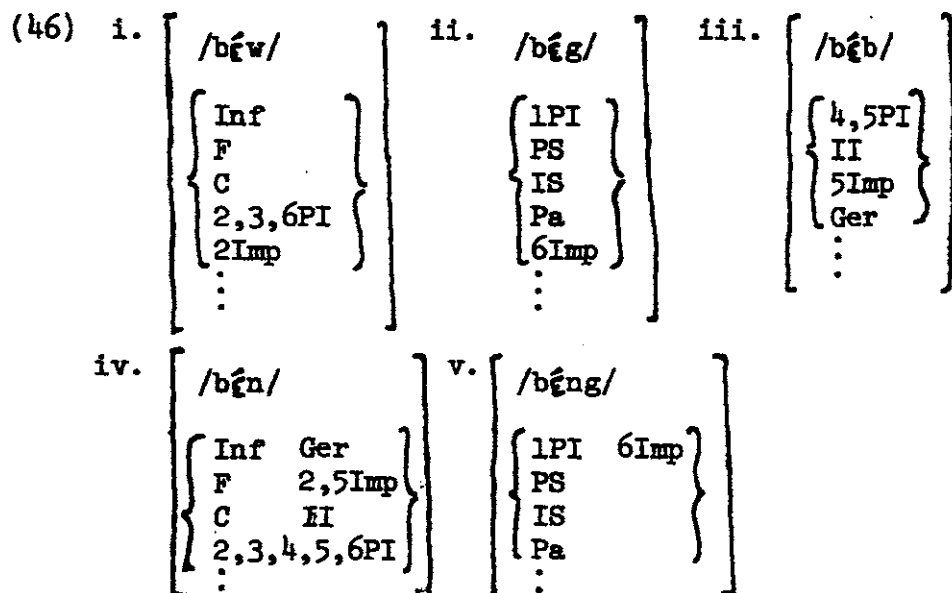 (46) i. /bɛ́w/ ii. /bɛ́g/ iii. /bɛ́b/
Inf 1PI 4,5PI
F PS II
C IS 5Imp
2,3,6PI Pa Ger
2Imp 6Imp
iv. /bɛ́n/ v. /bɛ́ng/
Inf Ger 1PI 6Imp
F 2,5Imp PS
C II IS
2,3,4,5,6PI Pa